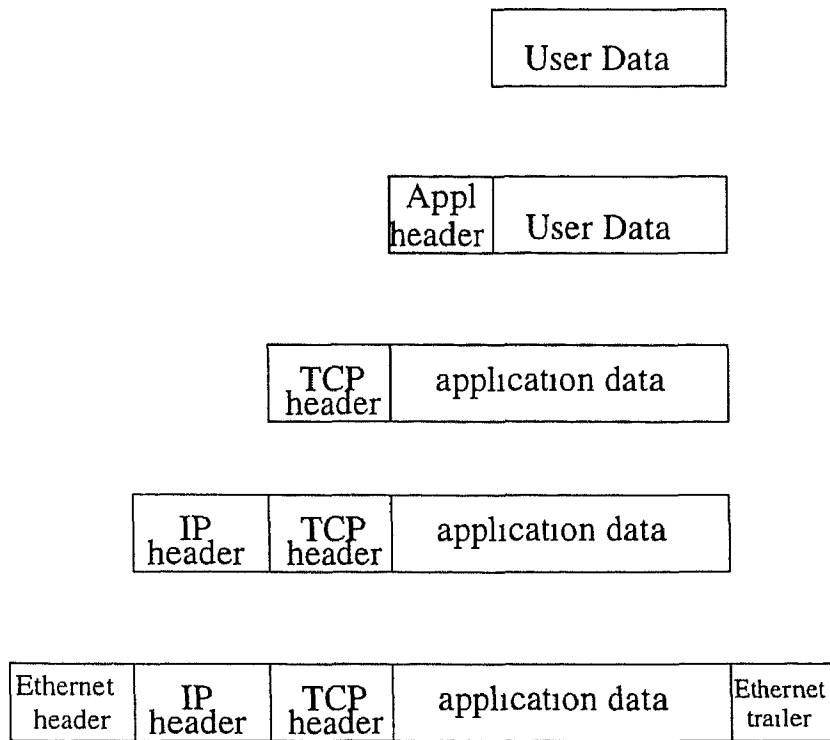 User Data
Appl
header
User Data
TCP
header
application data
IP
header
TCP
header
application data
Ethernet
header
IP
header
TCP
header
application data
Ethernet
trailer